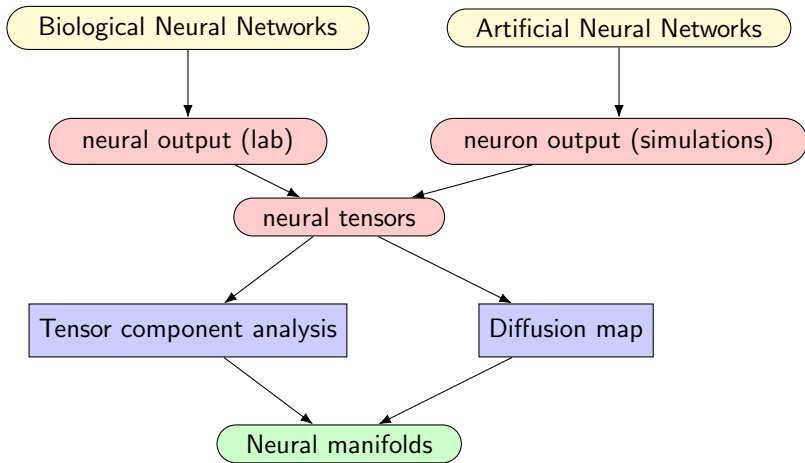 Biological Neural Networks
Artificial Neural Networks
neural output (lab)
neuron output (simulations)
neural tensors
Tensor component analysis
Diffusion map
Neural manifolds